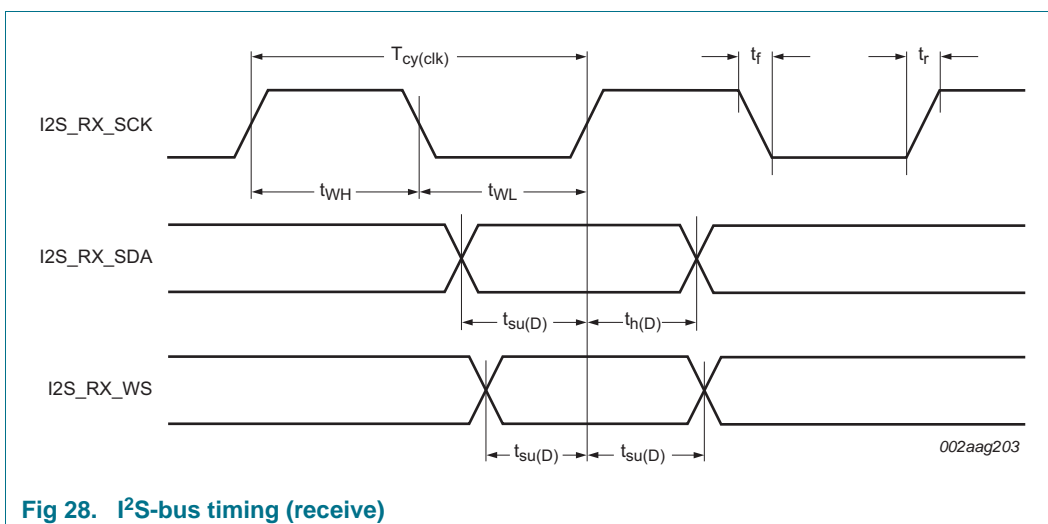 Tcy(clk)
tf
tr
I2S_RX_SCK
tWH
tWL
I2S_RX_SDA
tsu(D)
th(D)
I2S_RX_WS
tsu(D)
tsu(D)
002aag203
Fig 28. I²S-bus timing (receive)